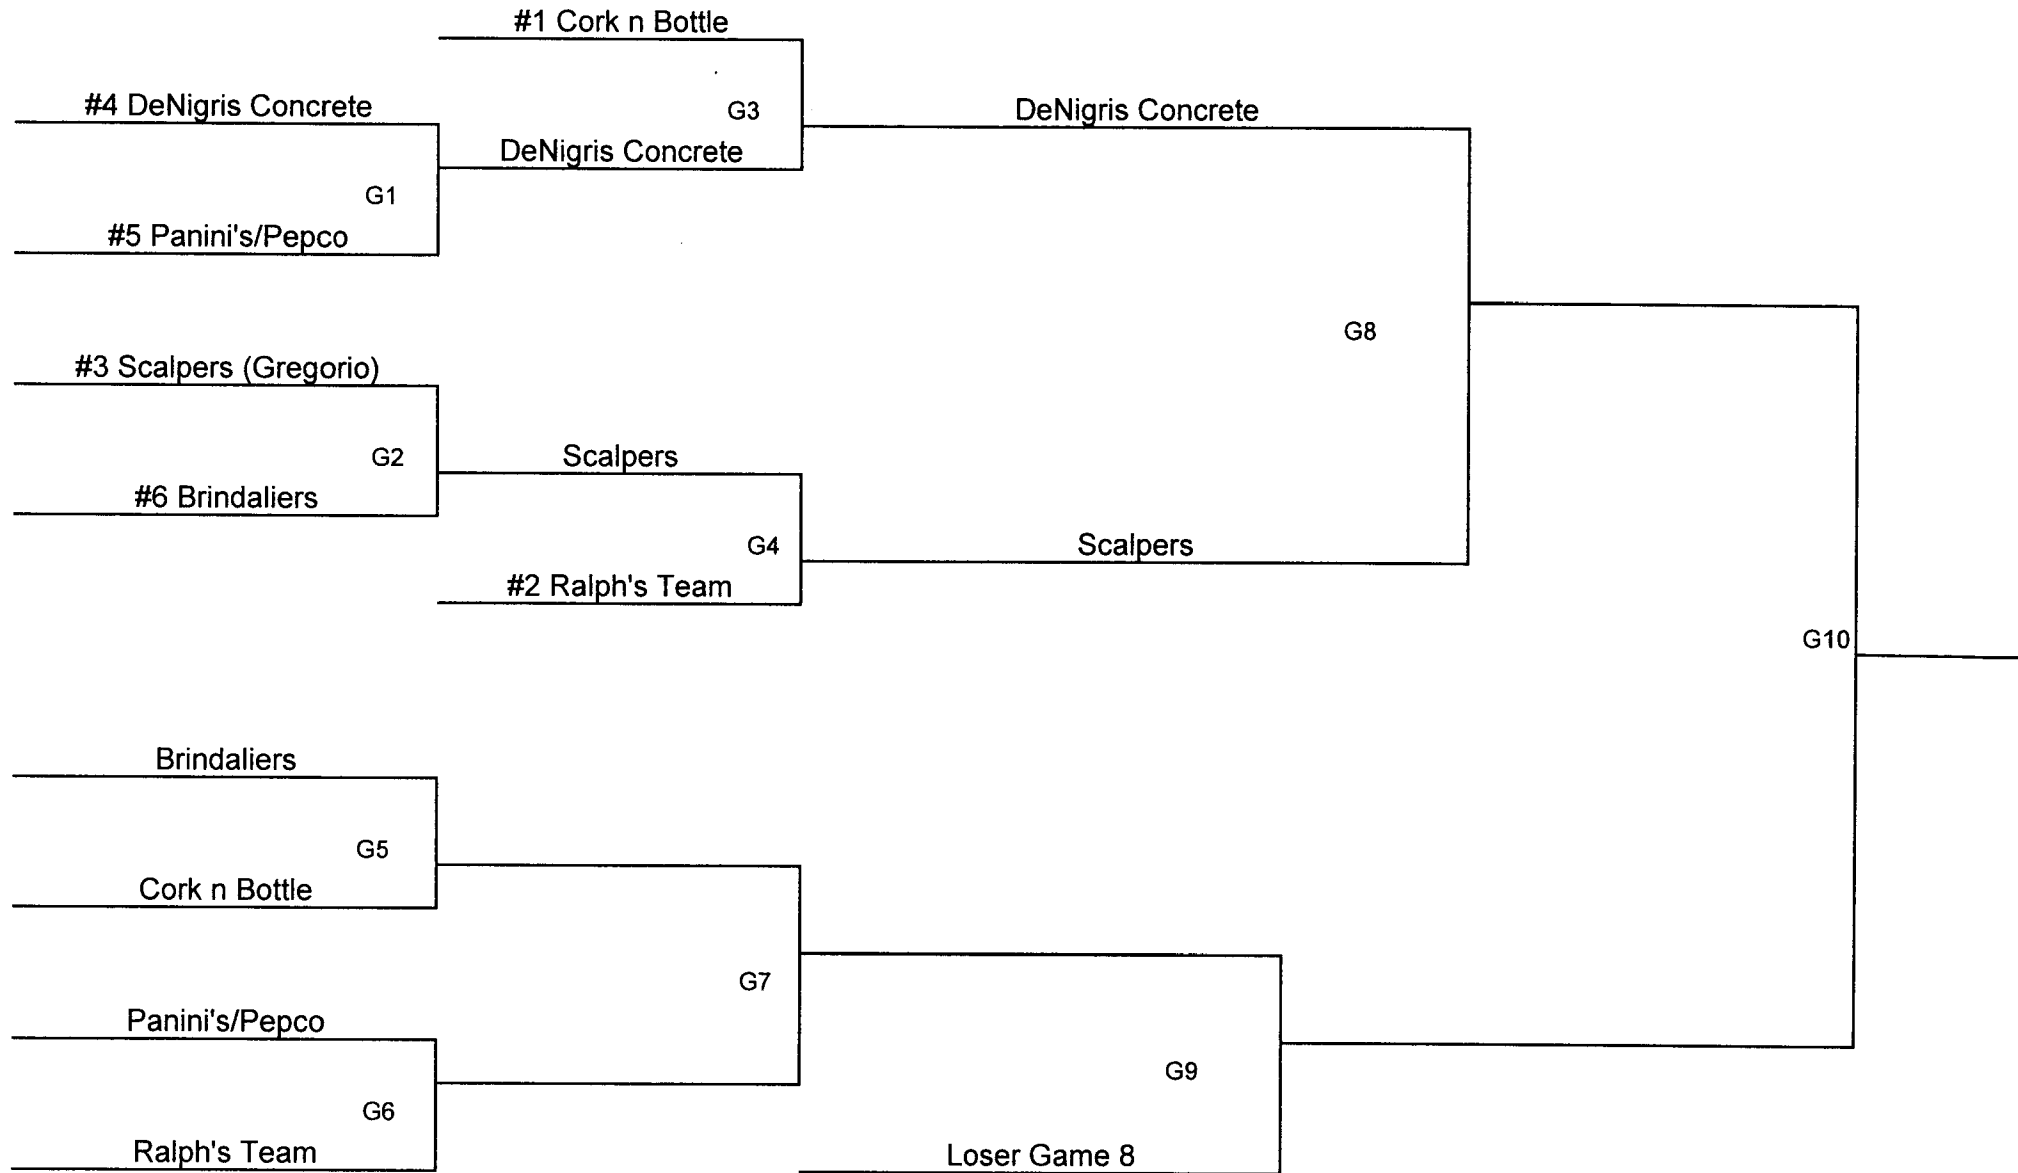 #1 Cork n Bottle
#4 DeNigris Concrete
G3
DeNigris Concrete
DeNigris Concrete
G1
#5 Panini's/Pepco
G8
#3 Scalpers (Gregorio)
G2
Scalpers
#6 Brindaliers
G4
Scalpers
#2 Ralph's Team
G10
Brindaliers
G5
Cork n Bottle
G7
Panini's/Pepco
G9
G6
Ralph's Team
Loser Game 8